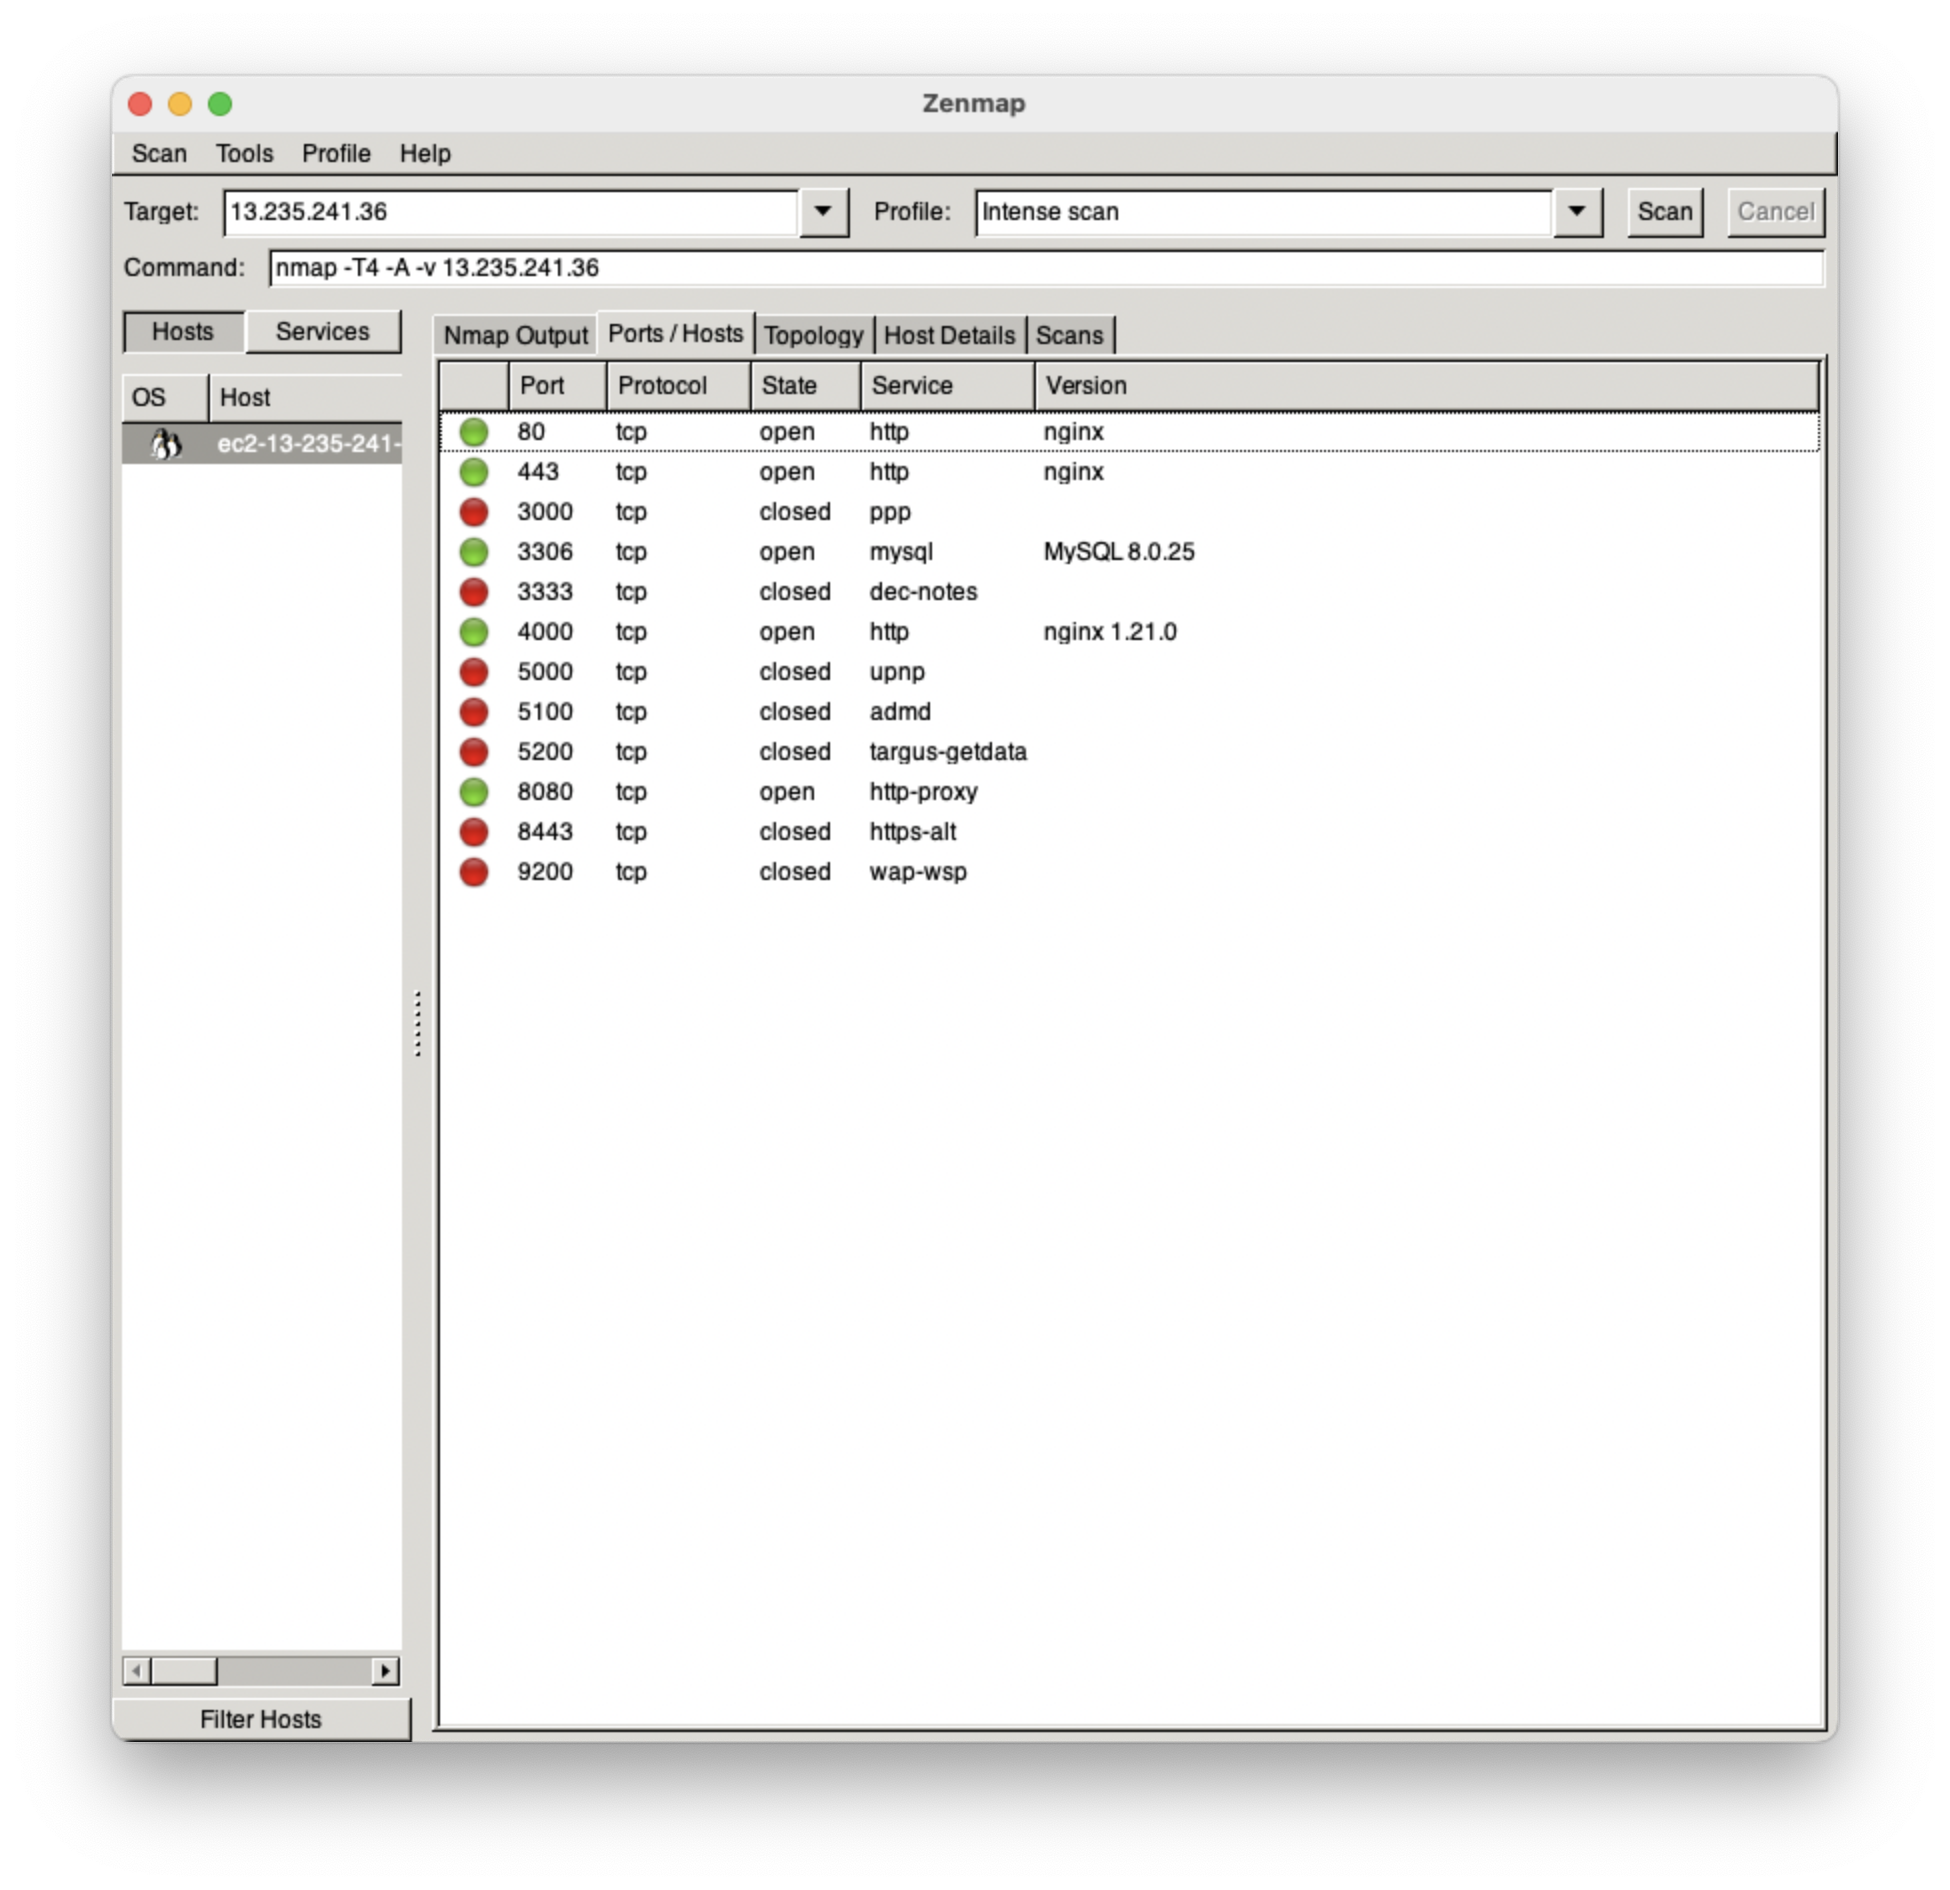 Zenmap
Scan Tools Profile Help
Target: 13.235.241.36 Profile: Intense scan Scan Cancel
Command: nmap -T4 -A -v 13.235.241.36
Hosts Services
OS Host
ec2-13-235-241-
Nmap Output Ports / Hosts Topology Host Details Scans
Port Protocol State Service Version
80 tcp open http nginx
443 tcp open http nginx
3000 tcp closed ppp
3306 tcp open mysql MySQL 8.0.25
3333 tcp closed dec-notes
4000 tcp open http nginx 1.21.0
5000 tcp closed upnp
5100 tcp closed admd
5200 tcp closed targus-getdata
8080 tcp open http-proxy
8443 tcp closed https-alt
9200 tcp closed wap-wsp
Filter Hosts